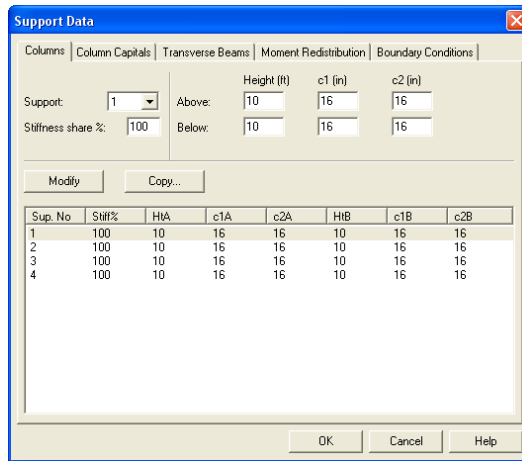 Support Data
Columns Column Capitals Transverse Beams Moment Redistribution Boundary Conditions
Height (ft) c1 (in) c2 (in)
Support: 1 Above: 10 16 16
Stiffness share %: 100 Below: 10 16 16
Modify Copy...
Sup. No Stiff% HtA c1A c2A HtB c1B c2B
1 100 10 16 16 10 16 16
2 100 10 16 16 10 16 16
3 100 10 16 16 10 16 16
4 100 10 16 16 10 16 16
OK Cancel Help